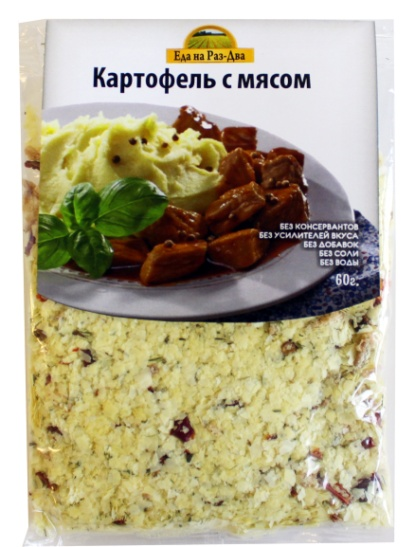 Еда на Раз-Два
Картофель с мясом
БЕЗ КОНСЕРВАНТОВ
БЕЗ УСИЛИТЕЛЕЙ ВКУСА
БЕЗ ДОБАВОК
БЕЗ СОЛИ
БЕЗ ВОДЫ
60г.